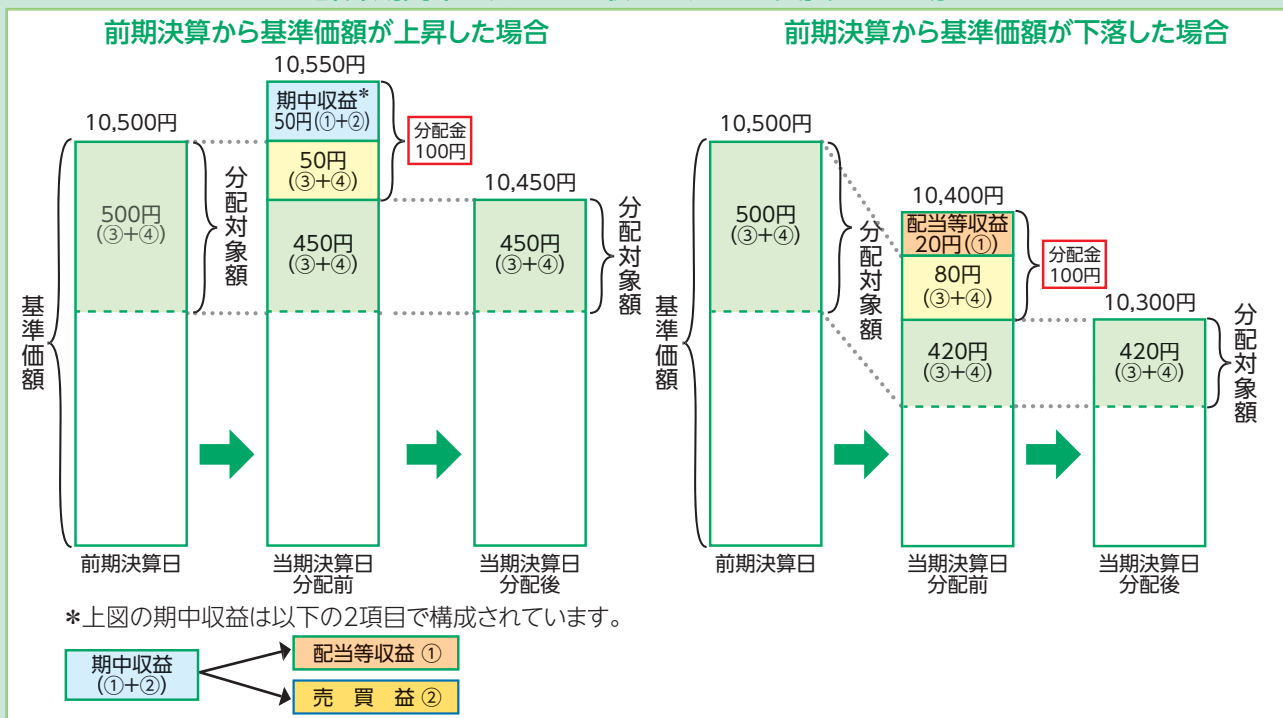 前期決算から基準価額が上昇した場合
10,500円
10,550円
期中収益*
50円(①+②)
分配金
100円
50円
(③+④)
10,450円
500円
(③+④)
分配対象額
450円
(③+④)
450円
(③+④)
分配対象額
基準価額
前期決算日
当期決算日
分配前
当期決算日
分配後
前期決算から基準価額が下落した場合
10,500円
10,400円
配当等収益
20円(①)
分配金
100円
80円
(③+④)
10,300円
500円
(③+④)
分配対象額
420円
(③+④)
420円
(③+④)
分配対象額
基準価額
前期決算日
当期決算日
分配前
当期決算日
分配後
*上図の期中収益は以下の2項目で構成されています。
期中収益
(①+②)
配当等収益 ①
売 買 益 ②